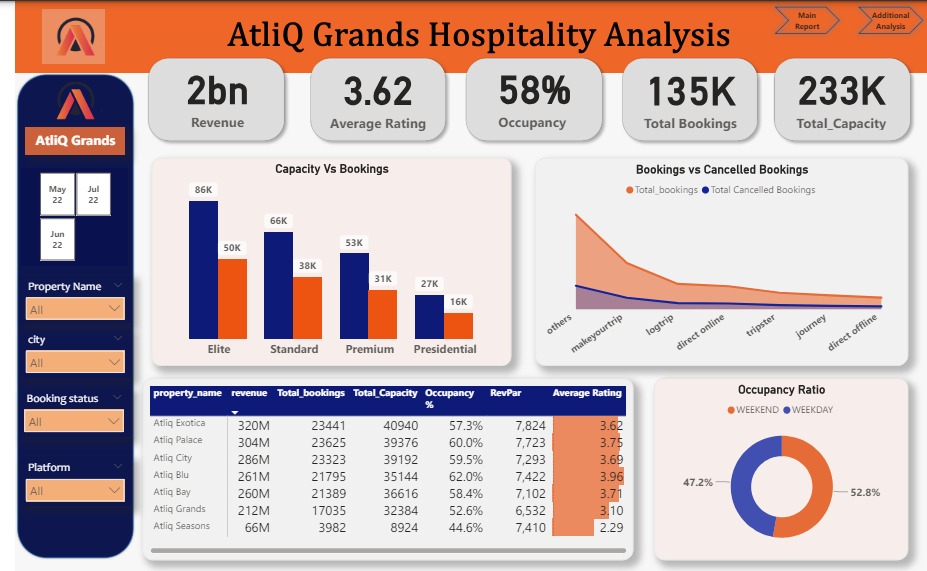 AtliQ Grands Hospitality Analysis
Main
Report
Additional
Analysis
AtliQ Grands
May
22
Jul
22
Jun
22
Property Name
All
city
All
Booking status
All
Platform
All
2bn
Revenue
3.62
Average Rating
58%
Occupancy
135K
Total Bookings
233K
Total_Capacity
Capacity Vs Bookings
86K
50K
66K
38K
53K
31K
27K
16K
Elite
Standard
Premium
Presidential
Bookings vs Cancelled Bookings
Total_bookings
Total Cancelled Bookings
others
makeyourtrip
logtrip
direct online
tripster
journey
direct offline
property_name revenue Total_bookings Total_Capacity Occupancy % RevPar Average Rating
Atliq Exotica 320M 23441 40940 57.3% 7,824 3.62
Atliq Palace 304M 23625 39376 60.0% 7,723 3.75
Atliq City 286M 23323 39192 59.5% 7,293 3.69
Atliq Blu 261M 21795 35144 62.0% 7,422 3.96
Atliq Bay 260M 21389 36616 58.4% 7,102 3.71
Atliq Grands 212M 17035 32384 52.6% 6,532 3.10
Atliq Seasons 66M 3982 8924 44.6% 7,410 2.29
Occupancy Ratio
WEEKEND
WEEKDAY
47.2%
52.8%